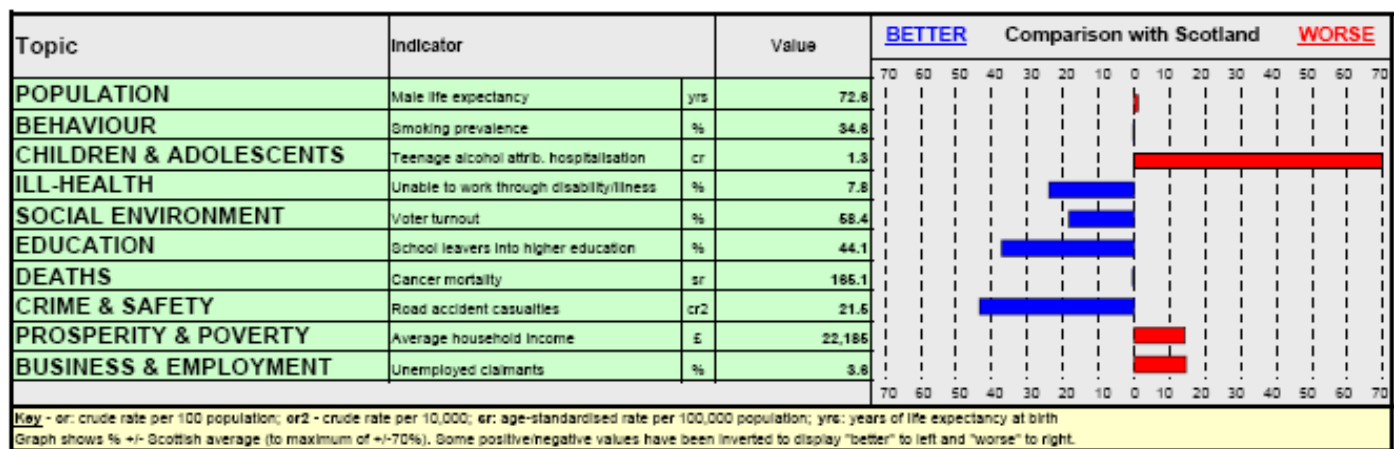 Topic Indicator Value BETTER Comparison with Scotland WORSE
70 60 50 40 30 20 10 0 10 20 30 40 50 60 70
POPULATION Male life expectancy yrs 72.6
BEHAVIOUR Smoking prevalence % 34.6
CHILDREN & ADOLESCENTS Teenage alcohol attrib. hospitalisation cr 1.3
ILL-HEALTH Unable to work through disability/illness % 7.8
SOCIAL ENVIRONMENT Voter turnout % 58.4
EDUCATION School leavers into higher education % 44.1
DEATHS Cancer mortality sr 165.1
CRIME & SAFETY Road accident casualties cr2 21.5
PROSPERITY & POVERTY Average household income £ 22,185
BUSINESS & EMPLOYMENT Unemployed claimants % 3.6
70 60 50 40 30 20 10 0 10 20 30 40 50 60 70
Key - cr: crude rate per 100 population; cr2 - crude rate per 10,000; sr: age-standardised rate per 100,000 population; yrs: years of life expectancy at birth
Graph shows % +/- Scottish average (to maximum of +/-70%). Some positive/negative values have been inverted to display "better" to left and "worse" to right.